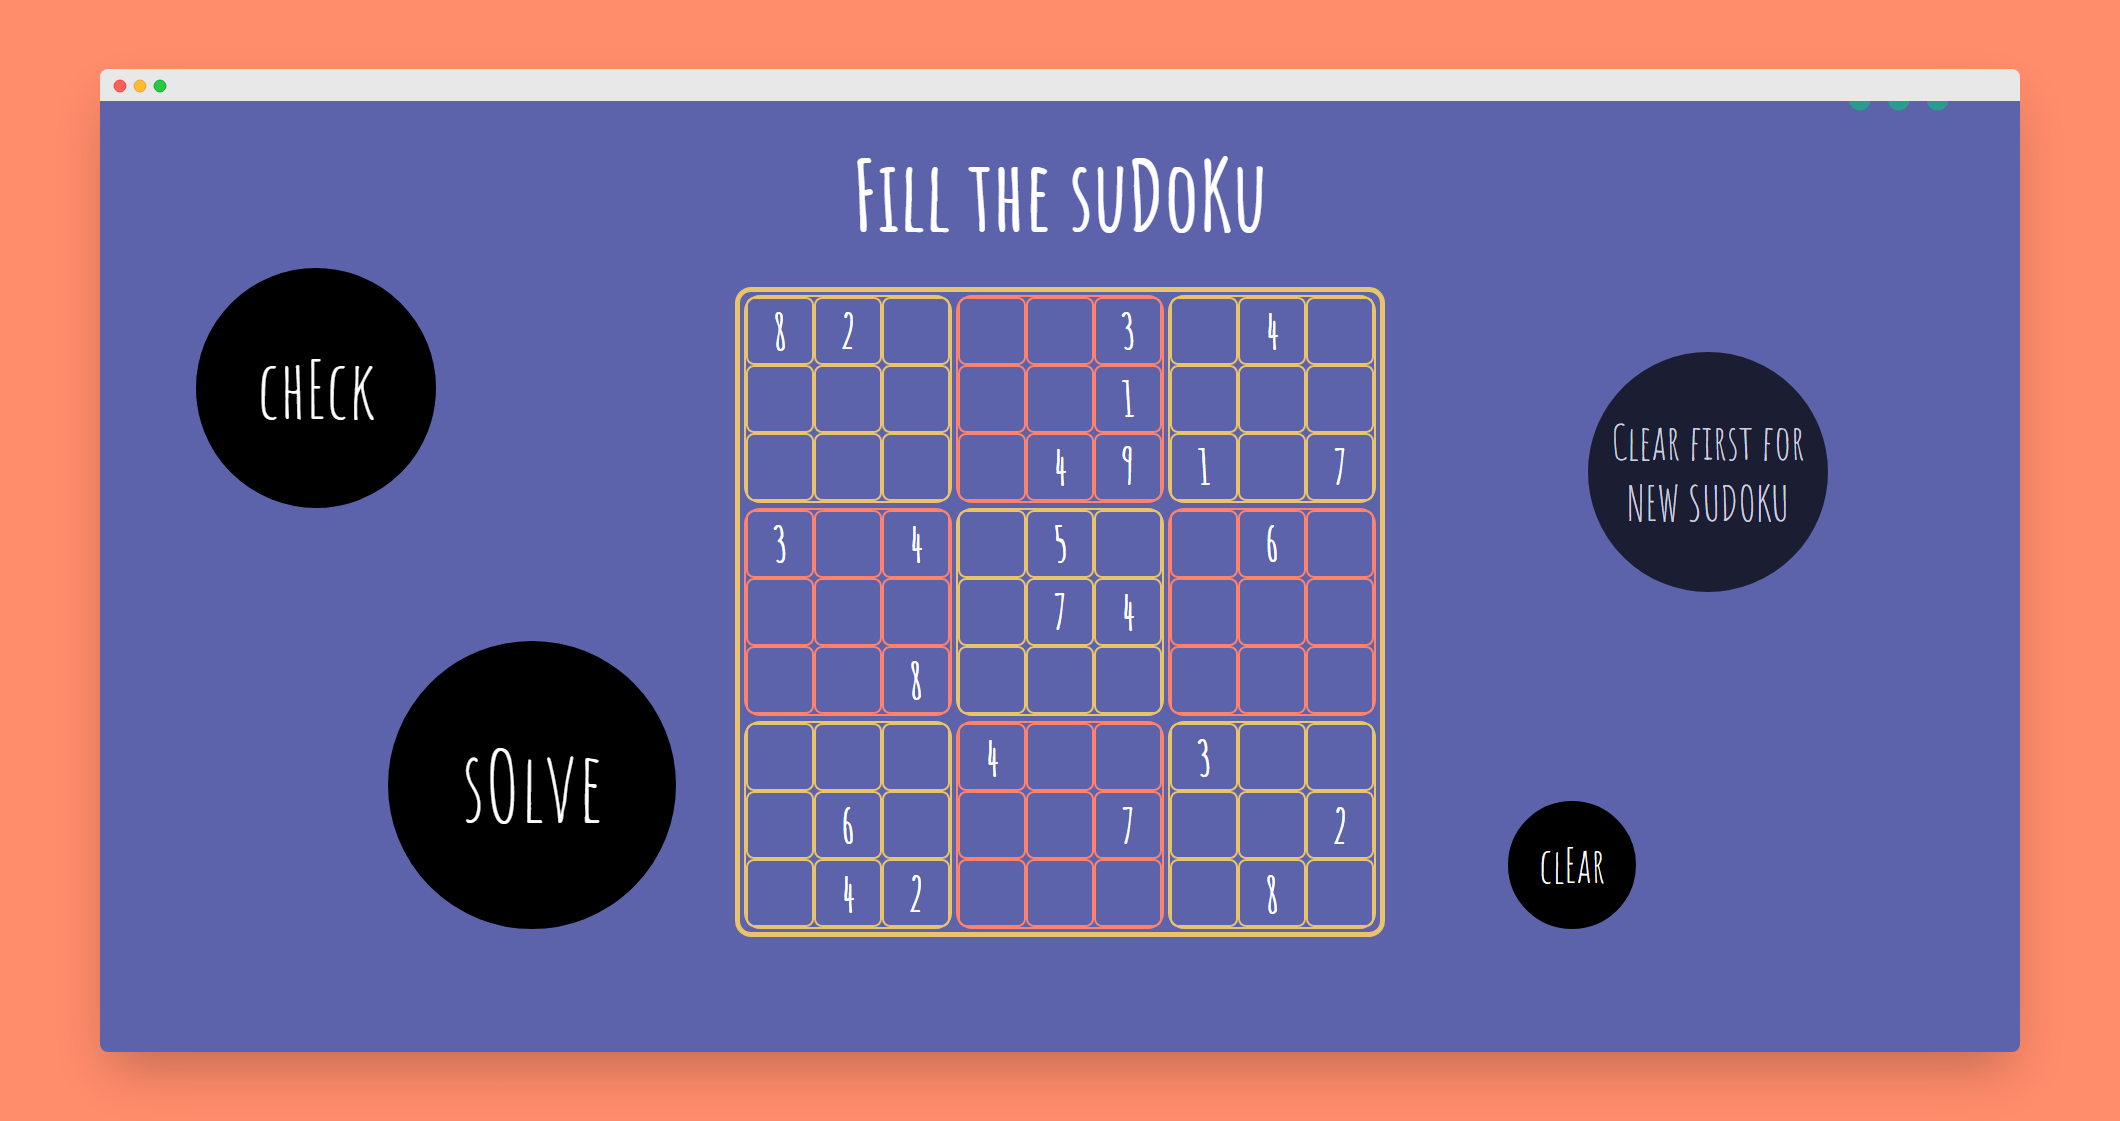 Fill the suDoKu
chEck
8 2 3 4
1
4 9 1 7
Clear first for
new sudoku
3 4 5 6
7 4
8
sOlve
4 3
6 7 2
4 2 8
clEar